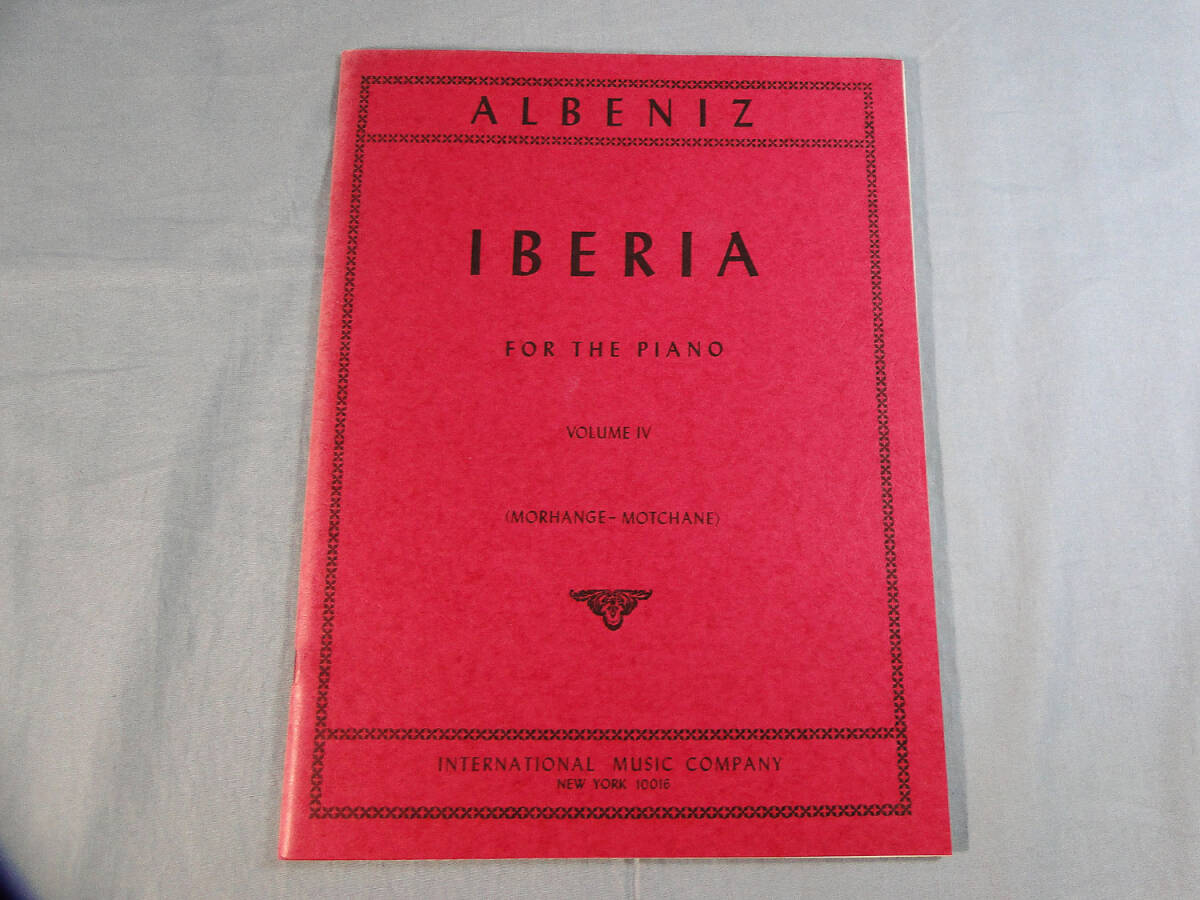 ALBENIZ
IBERIA
FOR THE PIANO
VOLUME IV
(MORHANGE–MOTCHANE)
INTERNATIONAL MUSIC COMPANY
NEW YORK 10016